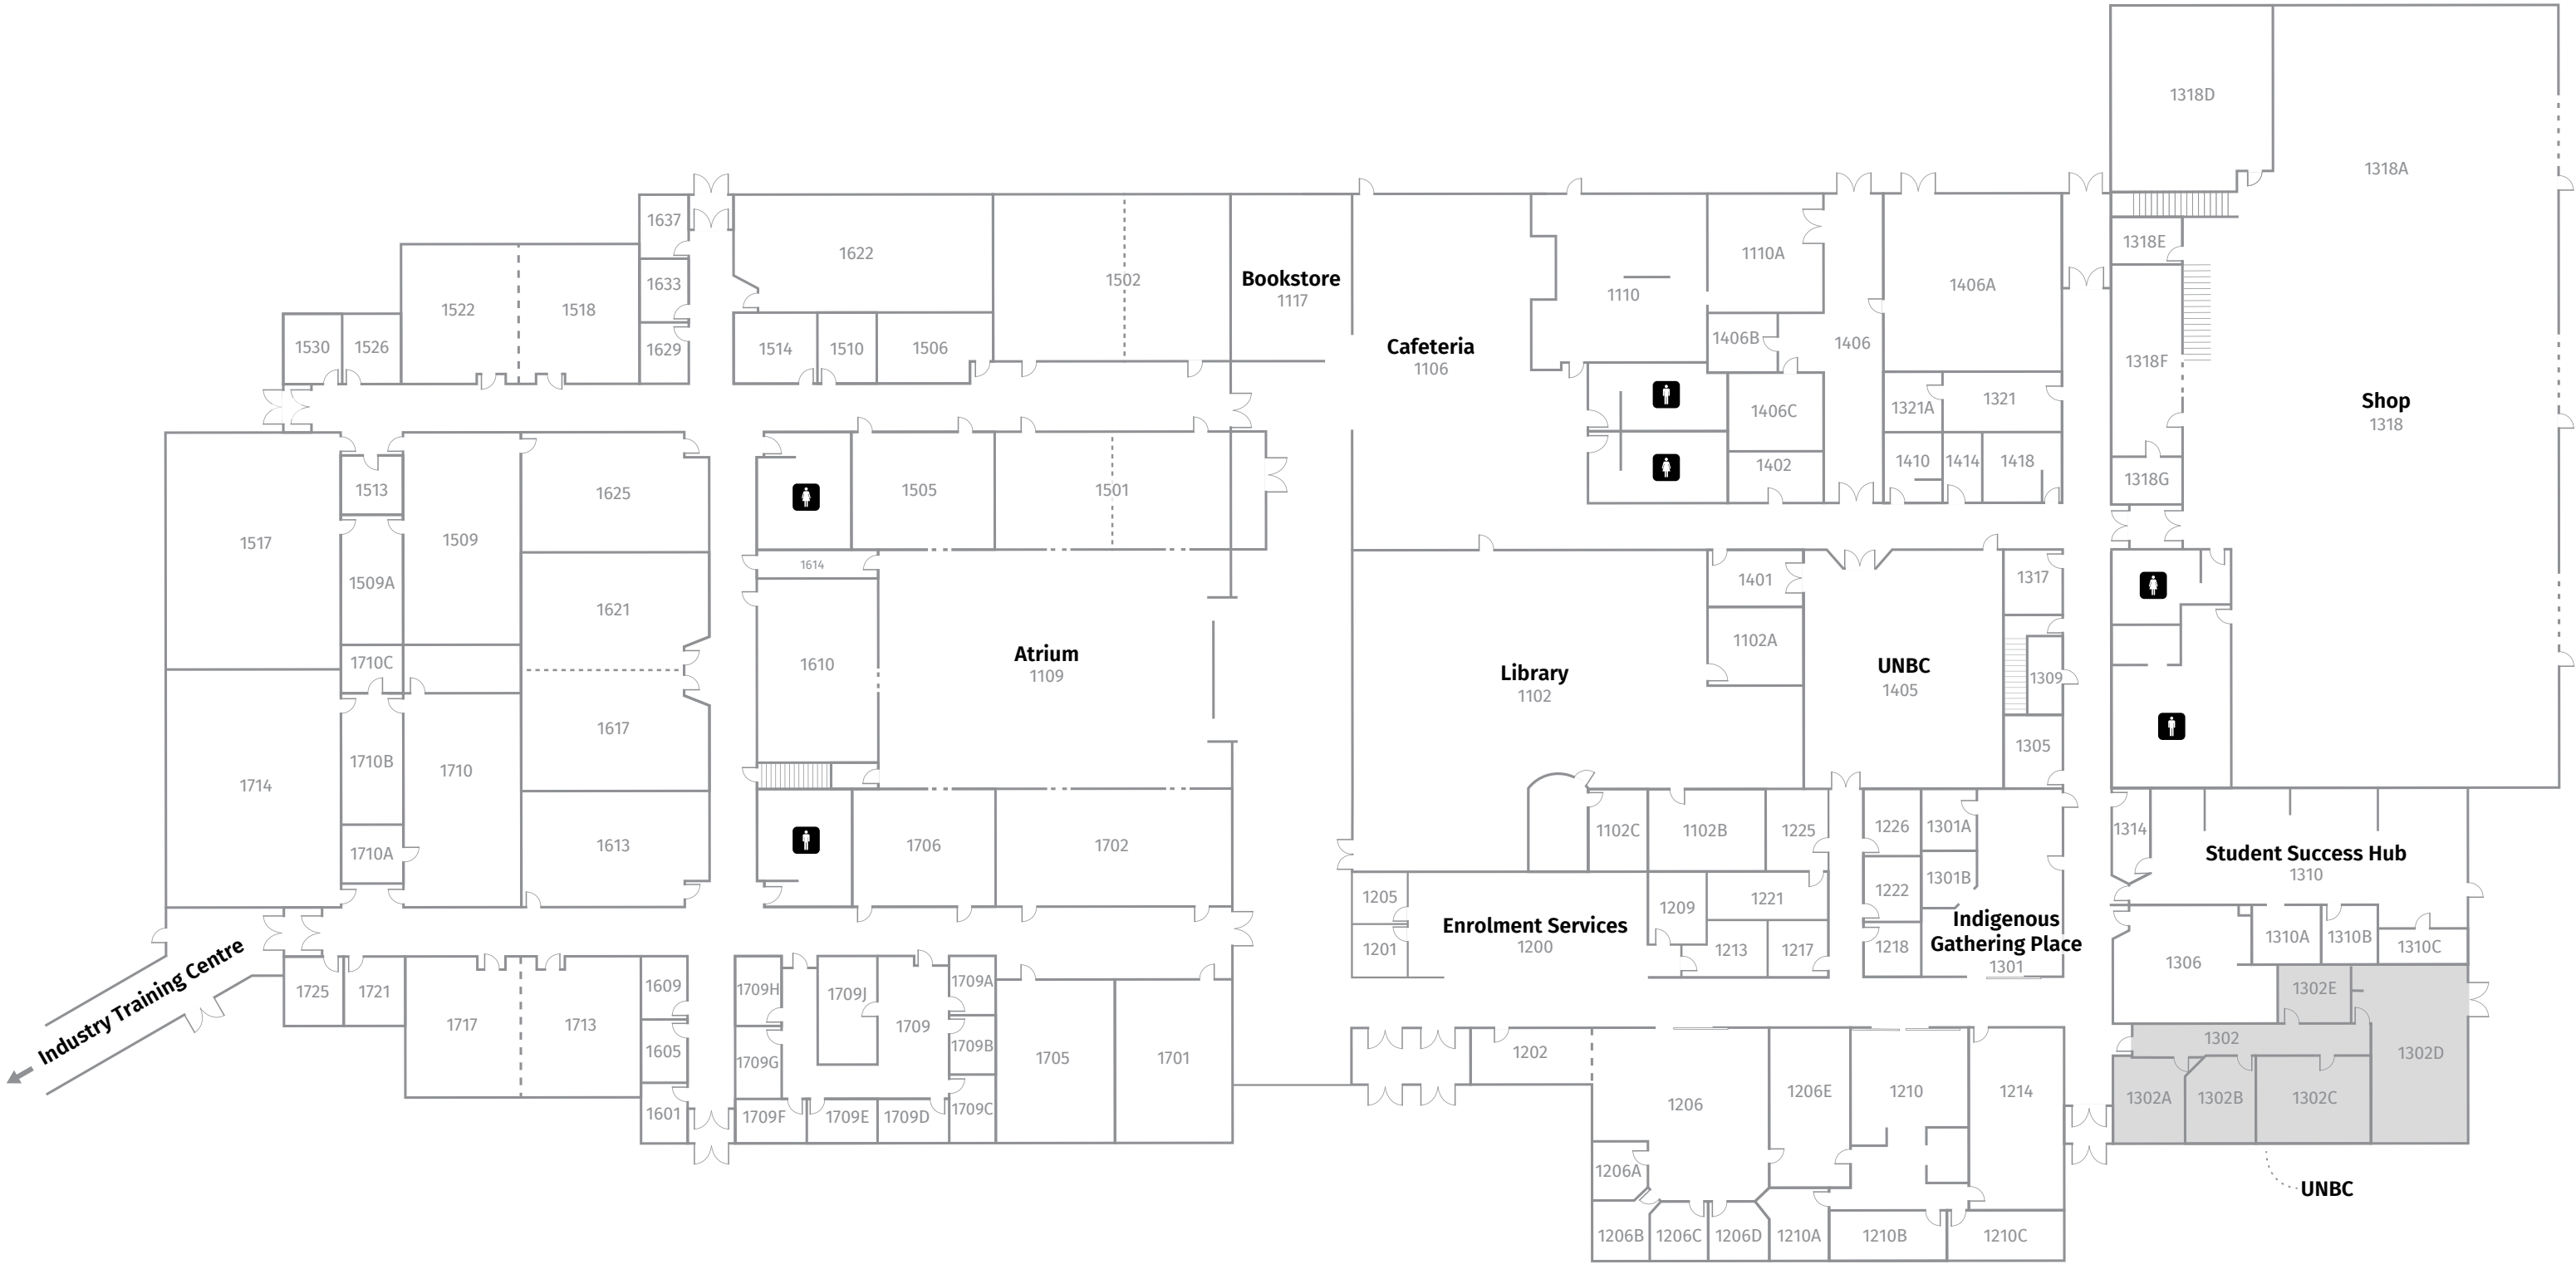 1318D
1318A
1637
1622
1633
1502
Bookstore
1117
1522
1518
1530
1526
1629
1514
1510
1506
Cafeteria
1106
1110
1110A
1406B
1406
1406A
1406C
1402
1321A
1321
1410
1414
1418
1318E
1318F
1318G
Shop
1318
1517
1513
1509
1625
1505
1501
1509A
1621
1614
1610
Atrium
1109
1710C
1617
1714
1710B
1710
1710A
1613
1706
1702
Library
1102
1401
1102A
UNBC
1405
1317
1309
1305
1102C
1102B
1225
1226
1301A
1314
Student Success Hub
1310
1205
Enrolment Services
1200
1201
1209
1221
1213
1217
1222
1301B
1218
Indigenous
Gathering Place
1301
1310A
1310B
1310C
1306
1302E
1302
1302D
1302A
1302B
1302C
UNBC
Industry Training Centre
1725
1721
1717
1713
1609
1605
1601
1709H
1709J
1709
1709A
1709G
1709B
1709F
1709E
1709D
1709C
1705
1701
1202
1206
1206E
1210
1214
1206A
1206B
1206C
1206D
1210A
1210B
1210C